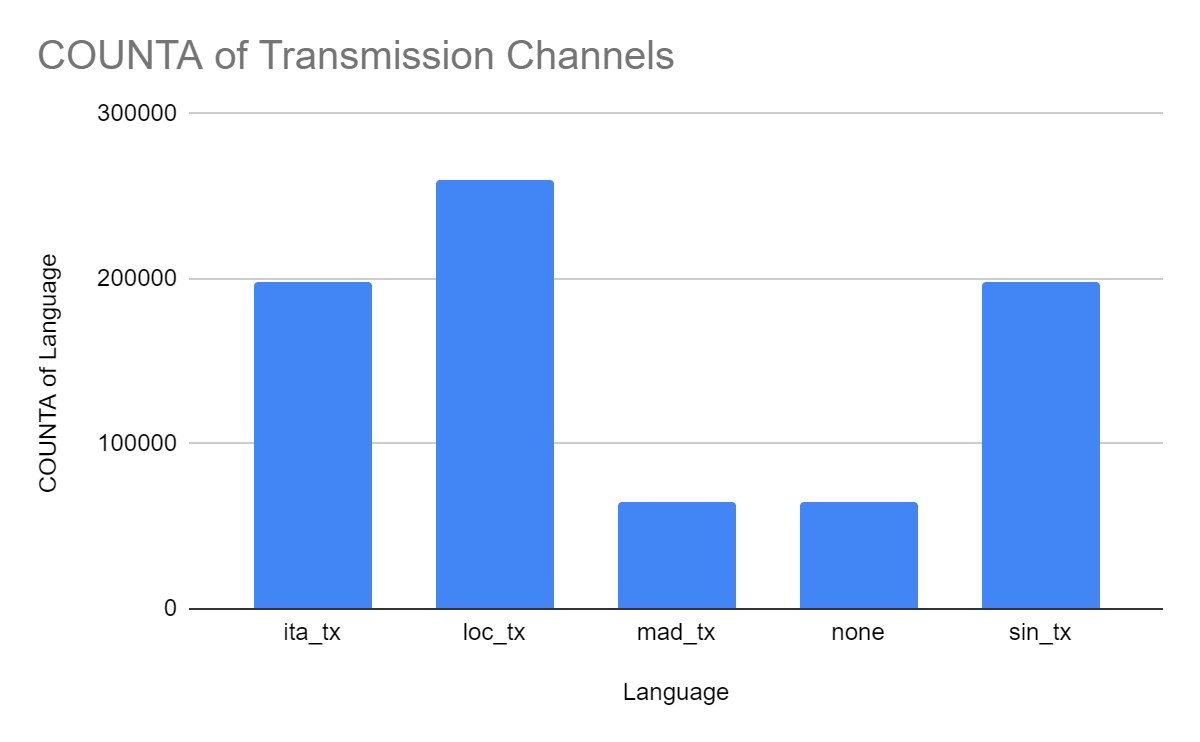 COUNTA of Transmission Channels
COUNTA of Language
300000
200000
100000
0
ita_tx
loc_tx
mad_tx
none
sin_tx
Language